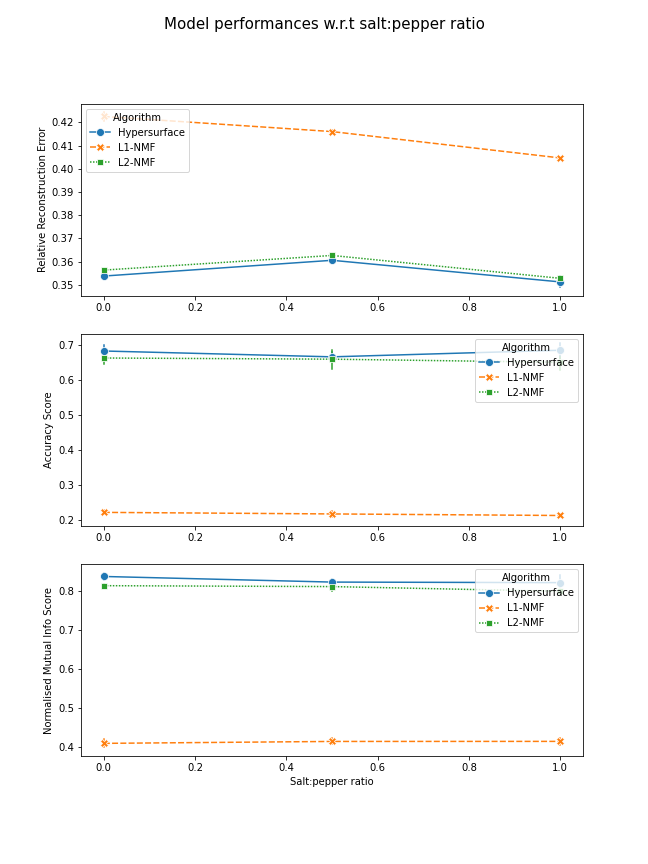 Model performances w.r.t salt:pepper ratio
Relative Reconstruction Error
0.42
0.41
0.40
0.39
0.38
0.37
0.36
0.35
Algorithm
Hypersurface
L1-NMF
L2-NMF
0.0 0.2 0.4 0.6 0.8 1.0
Accuracy Score
0.7
0.6
0.5
0.4
0.3
0.2
Algorithm
Hypersurface
L1-NMF
L2-NMF
0.0 0.2 0.4 0.6 0.8 1.0
Normalised Mutual Info Score
0.8
0.7
0.6
0.5
0.4
Algorithm
Hypersurface
L1-NMF
L2-NMF
0.0 0.2 0.4 0.6 0.8 1.0
Salt:pepper ratio